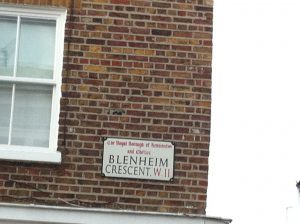 The Royal Borough of Kensington
and Chelsea
BLENHEIM
CRESCENT. W 11